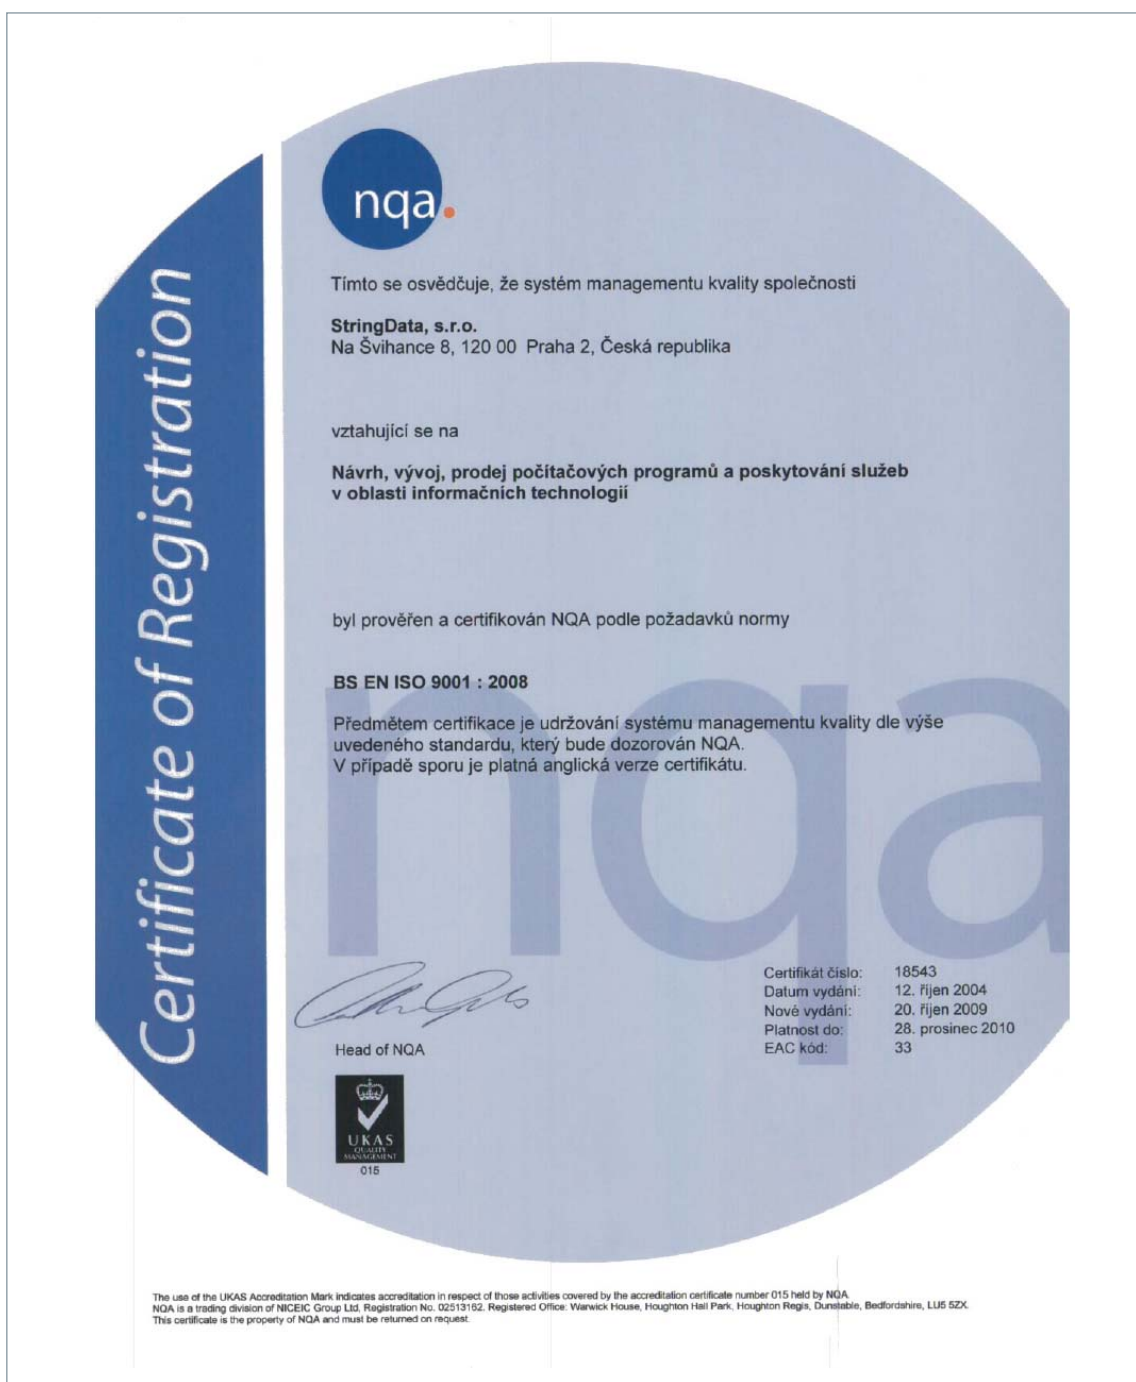 Certificate of Registration
nqa.
Tímto se osvědčuje, že systém managementu kvality společnosti
StringData, s.r.o.
Na Švihance 8, 120 00 Praha 2, Česká republika
vztahující se na
Návrh, vývoj, prodej počítačových programů a poskytování služeb
v oblasti informačních technologií
byl prověřen a certifikován NQA podle požadavků normy
BS EN ISO 9001 : 2008
Předmětem certifikace je udržování systému managementu kvality dle výše
uvedeného standardu, který bude dozorován NQA.
V případě sporu je platná anglická verze certifikátu.
nqa
Certifikát číslo: 18543
Datum vydání: 12. říjen 2004
Nové vydání: 20. říjen 2009
Platnost do: 28. prosinec 2010
EAC kód: 33
Head of NQA
UKAS
QUALITY
MANAGEMENT
015
The use of the UKAS Accreditation Mark indicates accreditation in respect of those activities covered by the accreditation certificate number 015 held by NQA.
NQA is a trading division of NICEIC Group Ltd, Registration No. 02513162. Registered Office: Warwick House, Houghton Hall Park, Houghton Regis, Dunstable, Bedfordshire, LU5 5ZX.
This certificate is the property of NQA and must be returned on request.